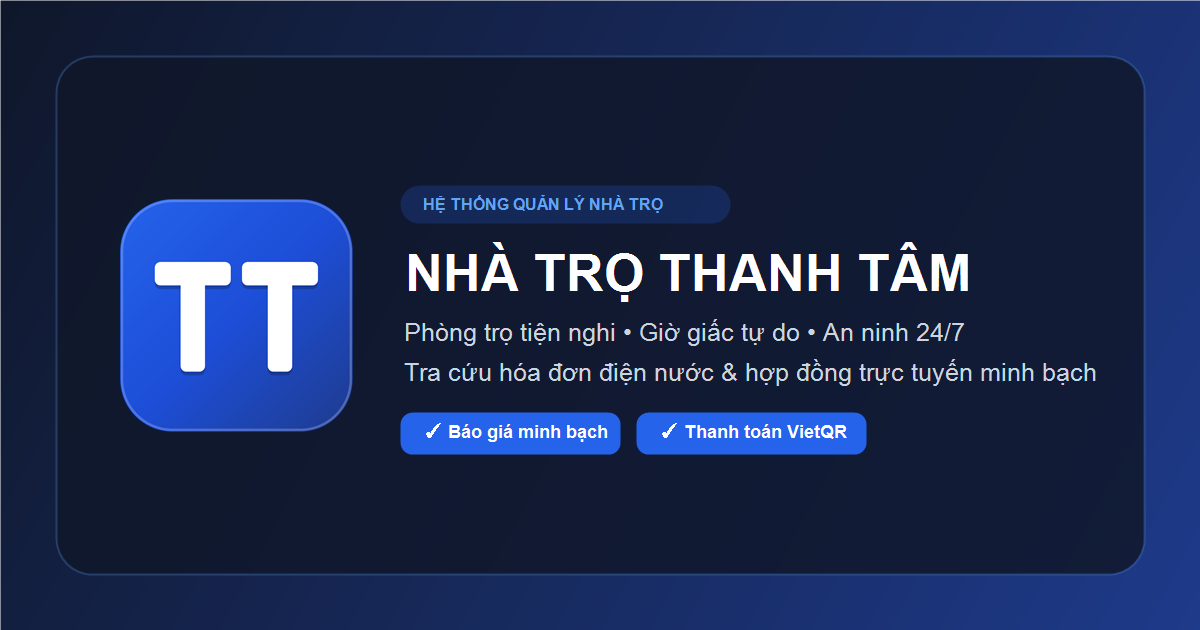 TT
HỆ THỐNG QUẢN LÝ NHÀ TRỌ
NHÀ TRỌ THANH TÂM
Phòng trọ tiện nghi • Giờ giấc tự do • An ninh 24/7
Tra cứu hóa đơn điện nước & hợp đồng trực tuyến minh bạch
✓ Báo giá minh bạch
✓ Thanh toán VietQR